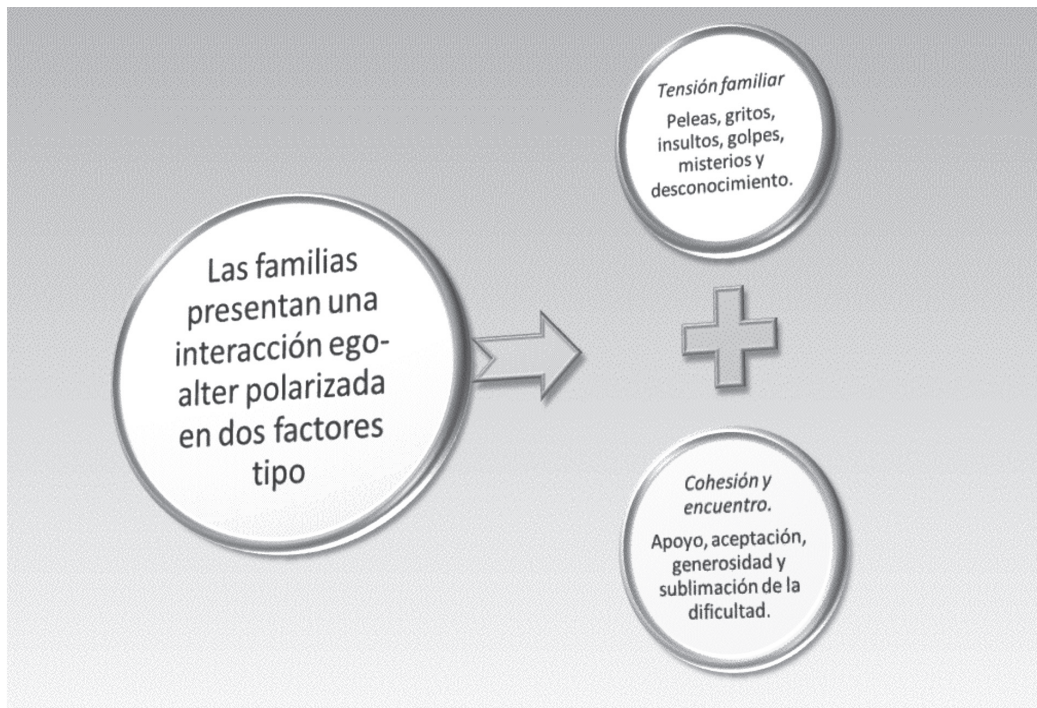 Las familias
presentan una
interacción ego-
alter polarizada
en dos factores
tipo
Tensión familiar
Peleas, gritos,
insultos, golpes,
misterios y
desconocimiento.
Cohesión y
encuentro.
Apoyo, aceptación,
generosidad y
sublimación de la
dificultad.